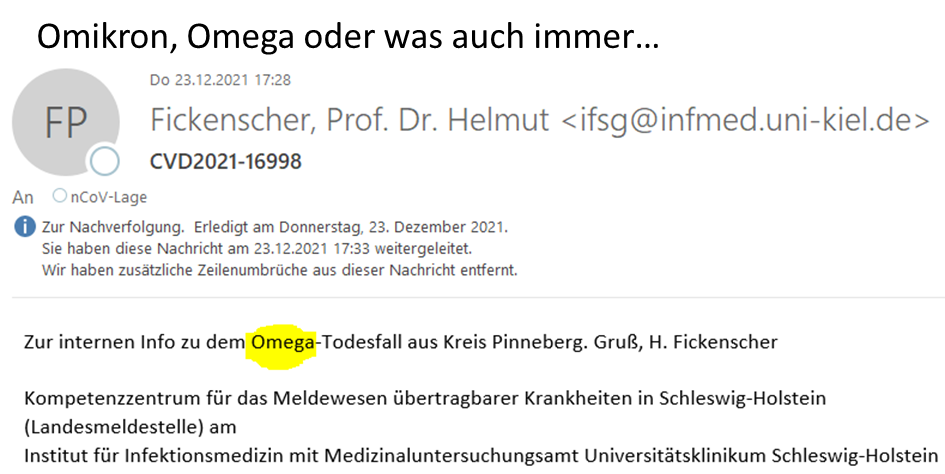 Omikron, Omega oder was auch immer…
Do 23.12.2021 17:28
FP
Fickenscher, Prof. Dr. Helmut <ifsg@infmed.uni-kiel.de>
CVD2021-16998
An nCoV-Lage
i Zur Nachverfolgung. Erledigt am Donnerstag, 23. Dezember 2021.
Sie haben diese Nachricht am 23.12.2021 17:33 weitergeleitet.
Wir haben zusätzliche Zeilenumbrüche aus dieser Nachricht entfernt.
Zur internen Info zu dem Omega-Todesfall aus Kreis Pinneberg. Gruß, H. Fickenscher
Kompetenzzentrum für das Meldewesen übertragbarer Krankheiten in Schleswig-Holstein
(Landesmeldestelle) am
Institut für Infektionsmedizin mit Medizinaluntersuchungsamt Universitätsklinikum Schleswig-Holstein